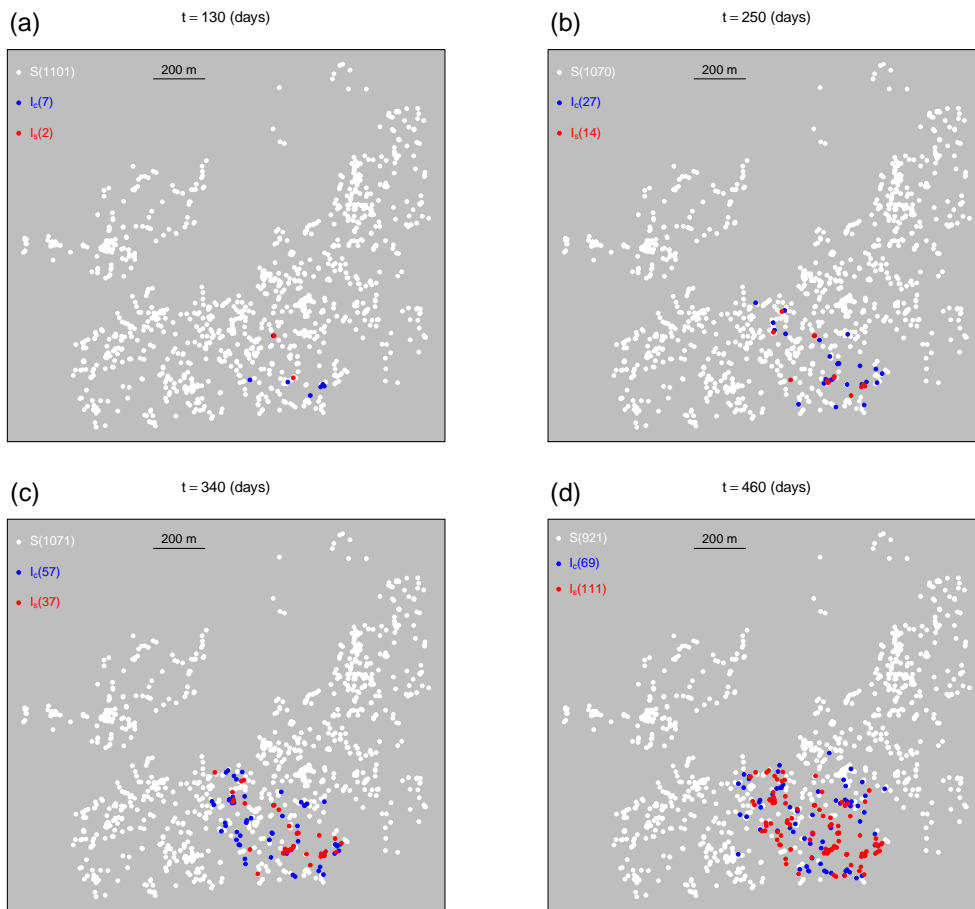 (a)
t = 130 (days)
S(1101)
200 m
Ic(7)
Is(2)
(b)
t = 250 (days)
S(1070)
200 m
Ic(27)
Is(14)
(c)
t = 340 (days)
S(1071)
200 m
Ic(57)
Is(37)
(d)
t = 460 (days)
S(921)
200 m
Ic(69)
Is(111)